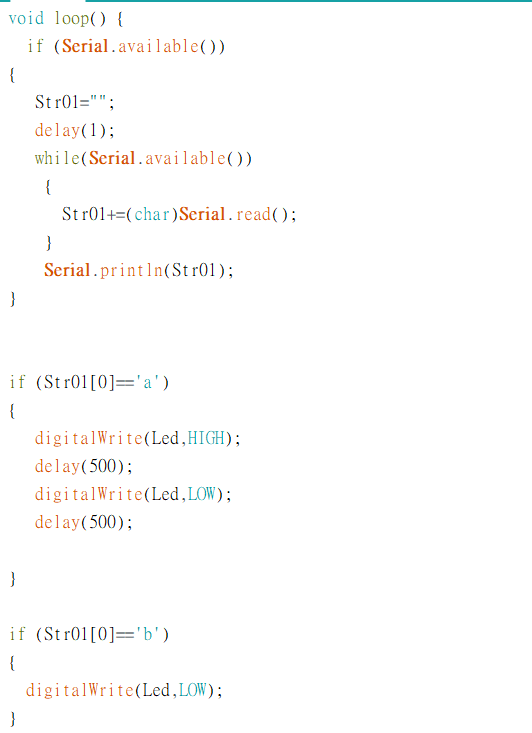 void loop() {
  if (Serial.available())
{
   Str01="";
   delay(1);
   while(Serial.available())
    {
      Str01+=(char)Serial.read();
    }
    Serial.println(Str01);
}
if (Str01[0]=='a')
{
   digitalWrite(Led,HIGH);
   delay(500);
   digitalWrite(Led,LOW);
   delay(500);
}
if (Str01[0]=='b')
{
  digitalWrite(Led,LOW);
}